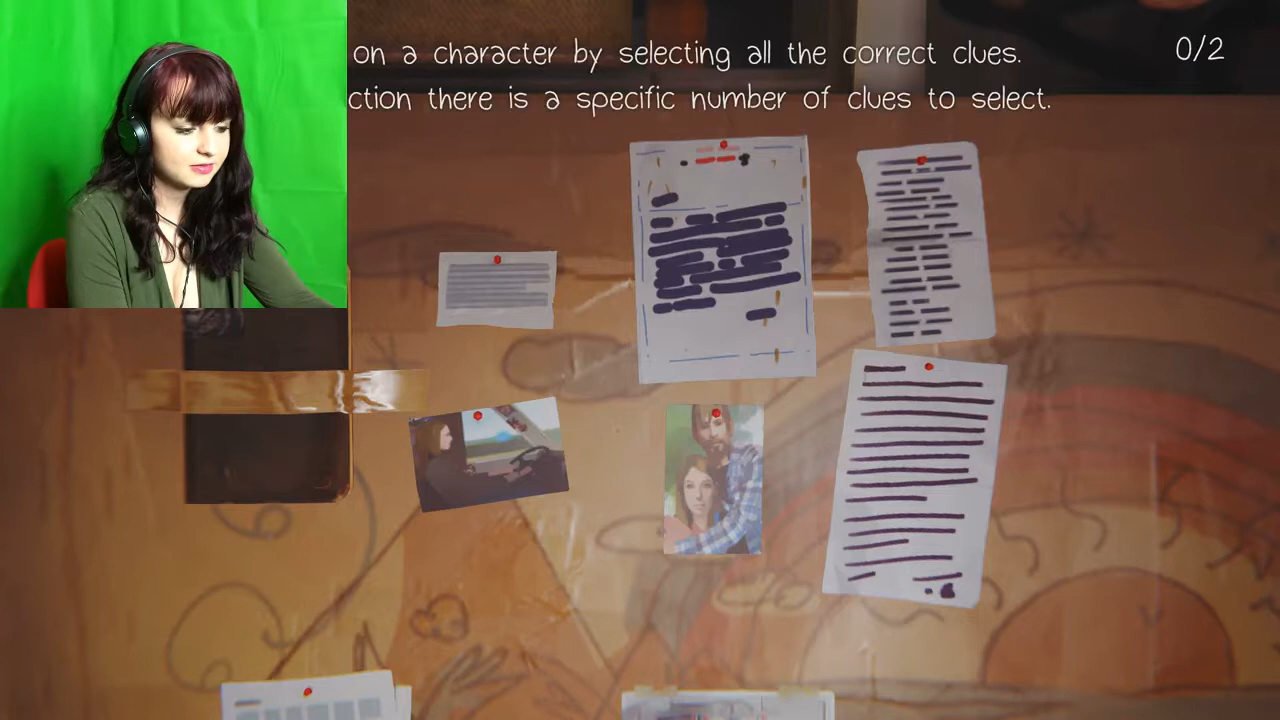 on a character by selecting all the correct clues. 0/2
ction there is a specific number of clues to select.